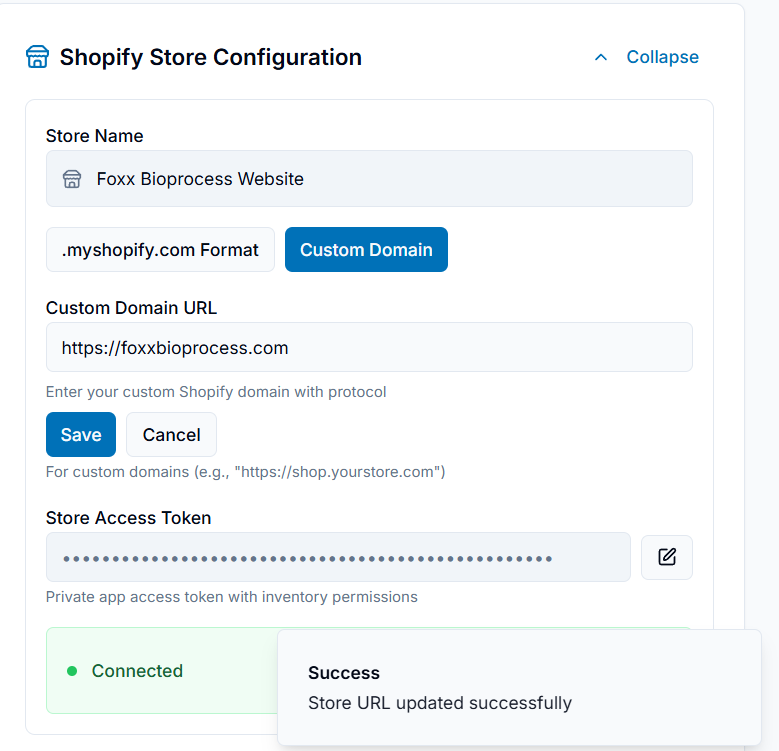 Shopify Store Configuration
Collapse
Store Name
Foxx Bioprocess Website
.myshopify.com Format
Custom Domain
Custom Domain URL
https://foxxbioprocess.com
Enter your custom Shopify domain with protocol
Save
Cancel
For custom domains (e.g., "https://shop.yourstore.com")
Store Access Token
••••••••••••••••••••••••••••••••••••••••••••••••••
Private app access token with inventory permissions
Connected
Success
Store URL updated successfully